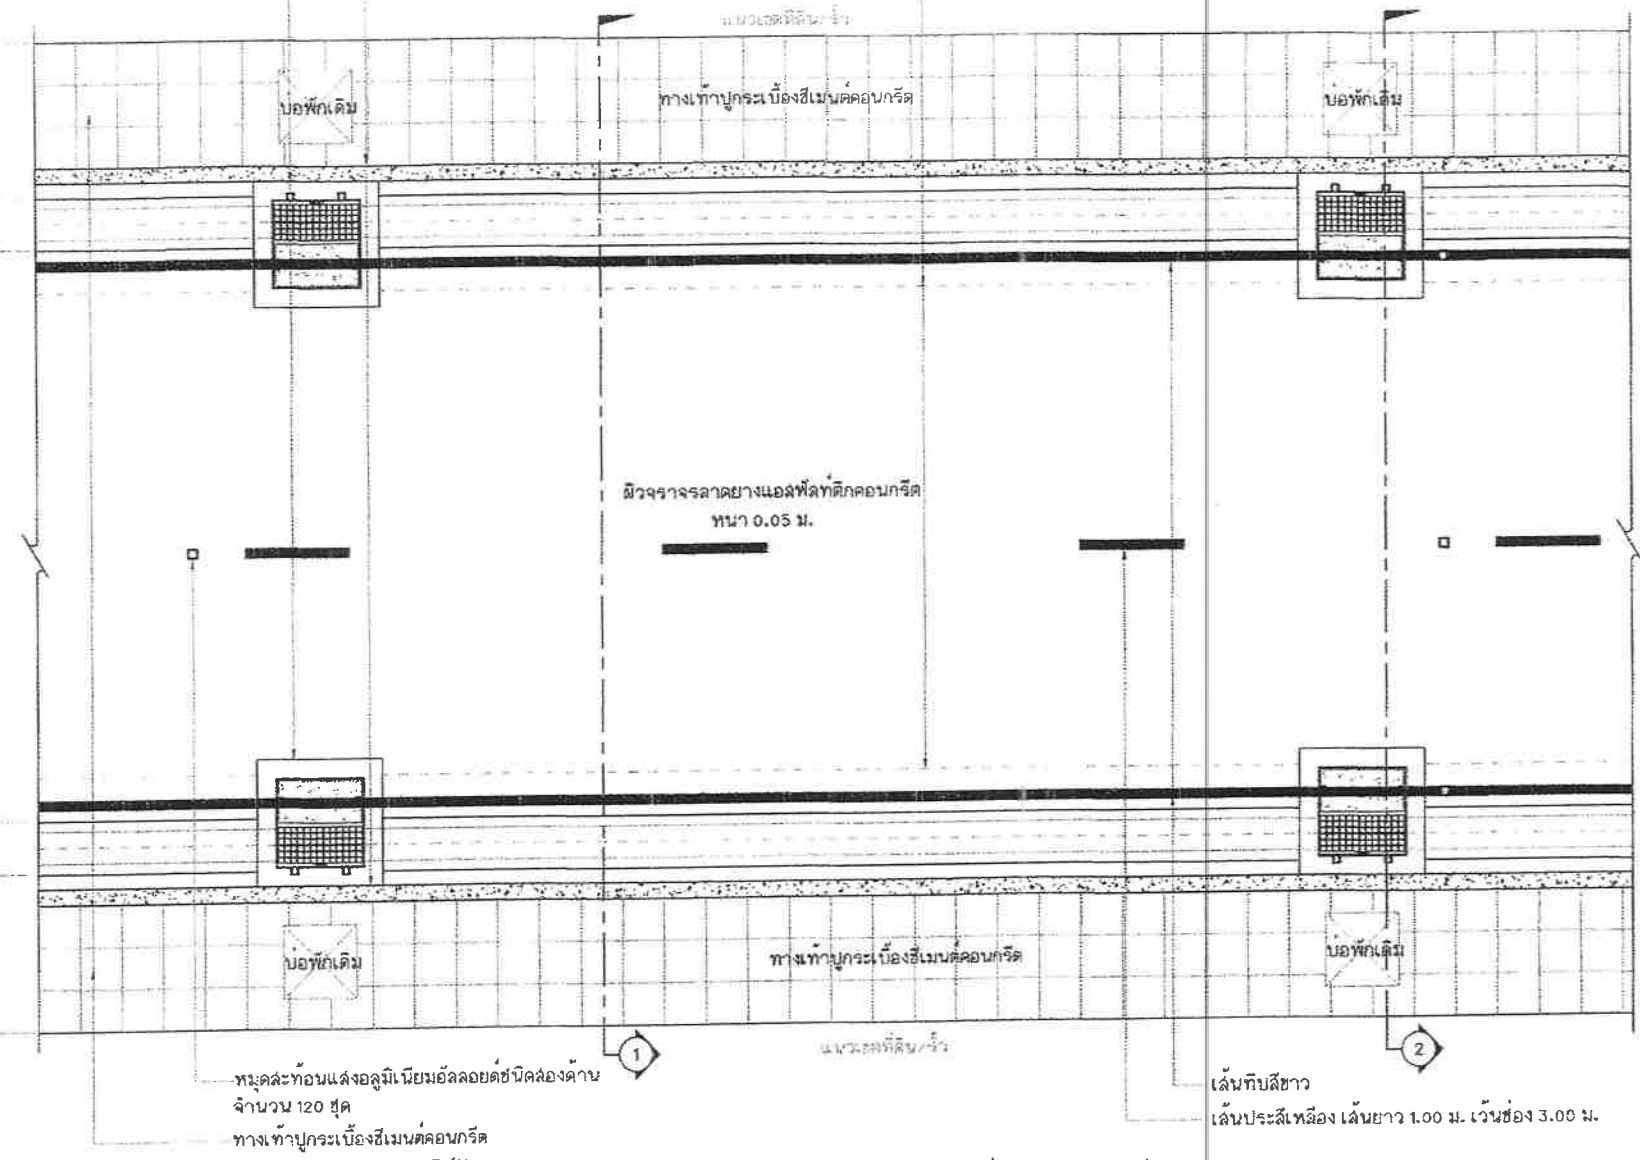 แนวเขตที่ดิน/รั้ว
บ่อพักเดิม
ทางเท้าปูกระเบื้องซีเมนต์คอนกรีต
บ่อพักเดิม
ผิวจราจรลาดยางแอสฟัลท์ติกคอนกรีต
หนา 0.05 ม.
บ่อพักเดิม
ทางเท้าปูกระเบื้องซีเมนต์คอนกรีต
บ่อพักเดิม
แนวเขตที่ดิน/รั้ว
1
2
หมุดสะท้อนแสงอลูมิเนียมอัลลอยด์ชนิดสองด้าน
จำนวน 120 ชุด
ทางเท้าปูกระเบื้องซีเมนต์คอนกรีต
เส้นทึบสีขาว
เส้นประสีเหลือง เส้นยาว 1.00 ม. เว้นช่อง 3.00 ม.